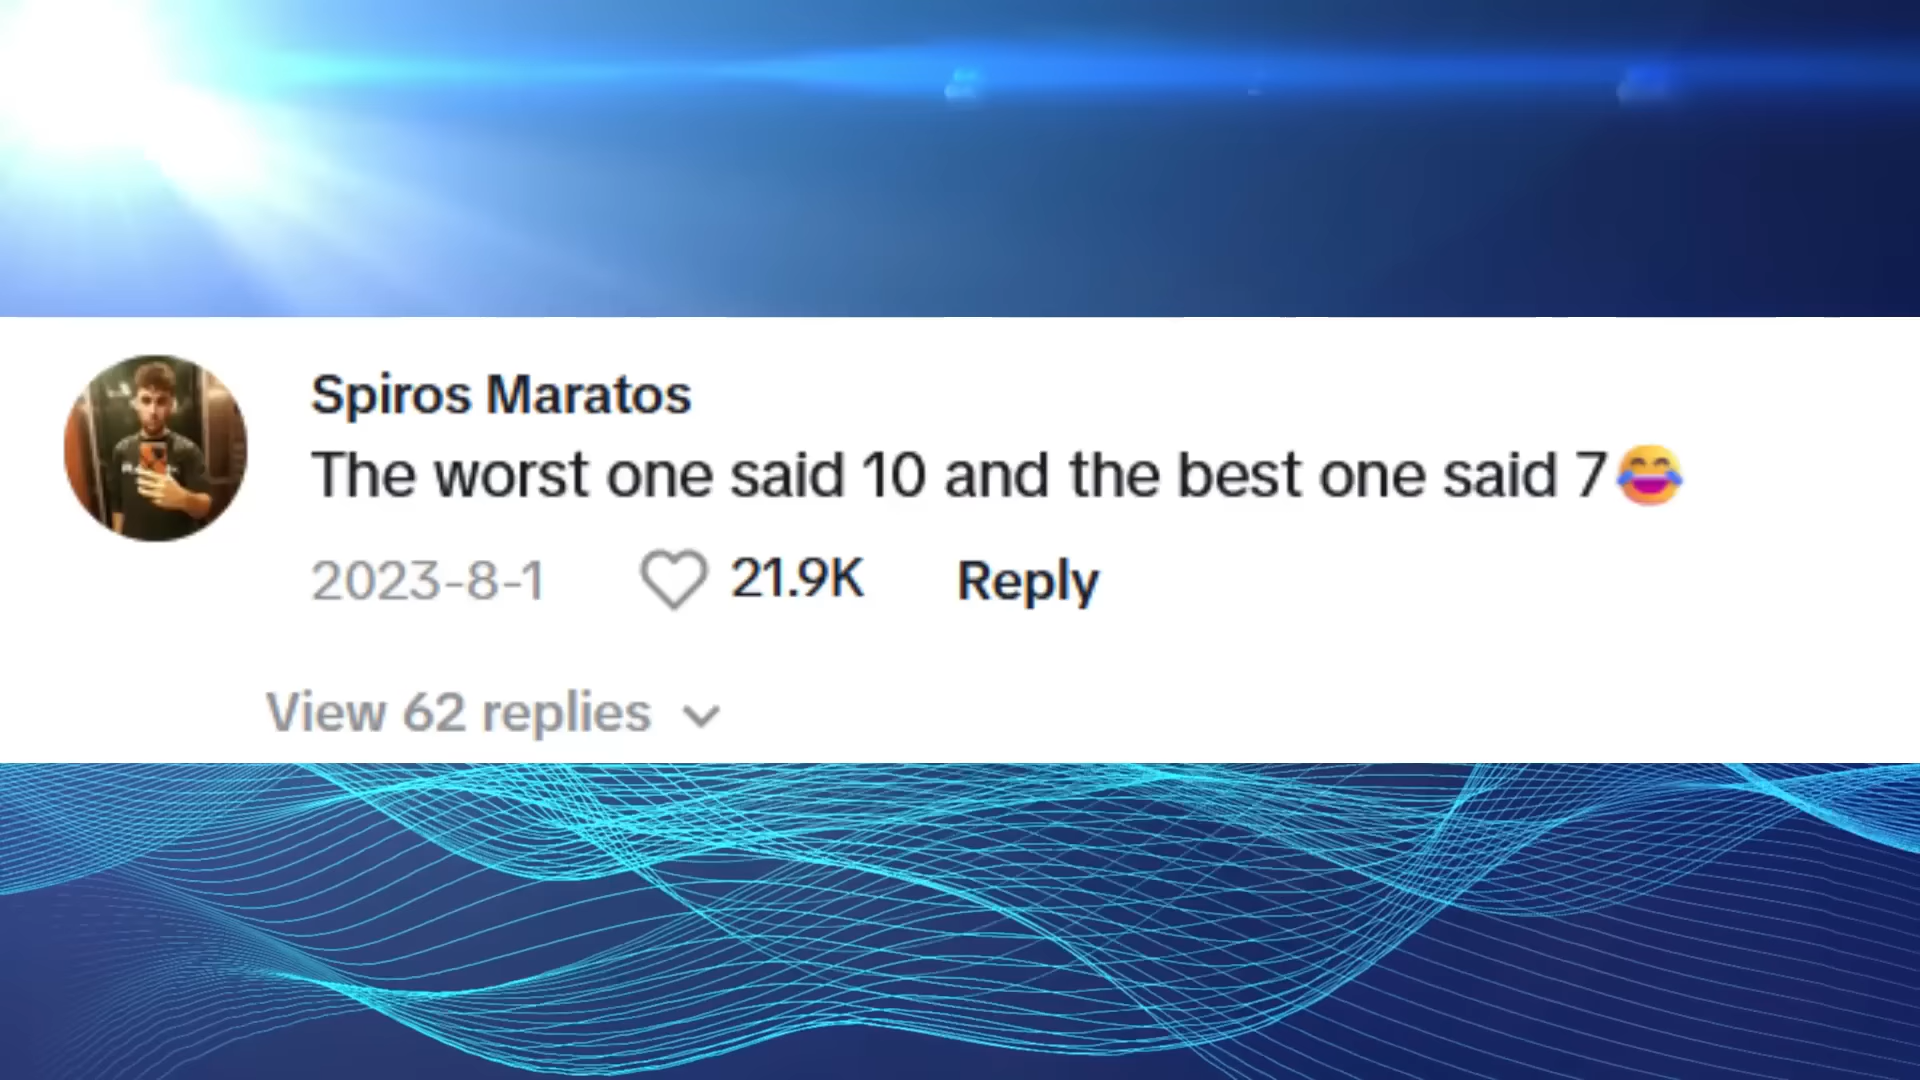 Spiros Maratos
The worst one said 10 and the best one said 7😂
2023-8-1 21.9K Reply
View 62 replies